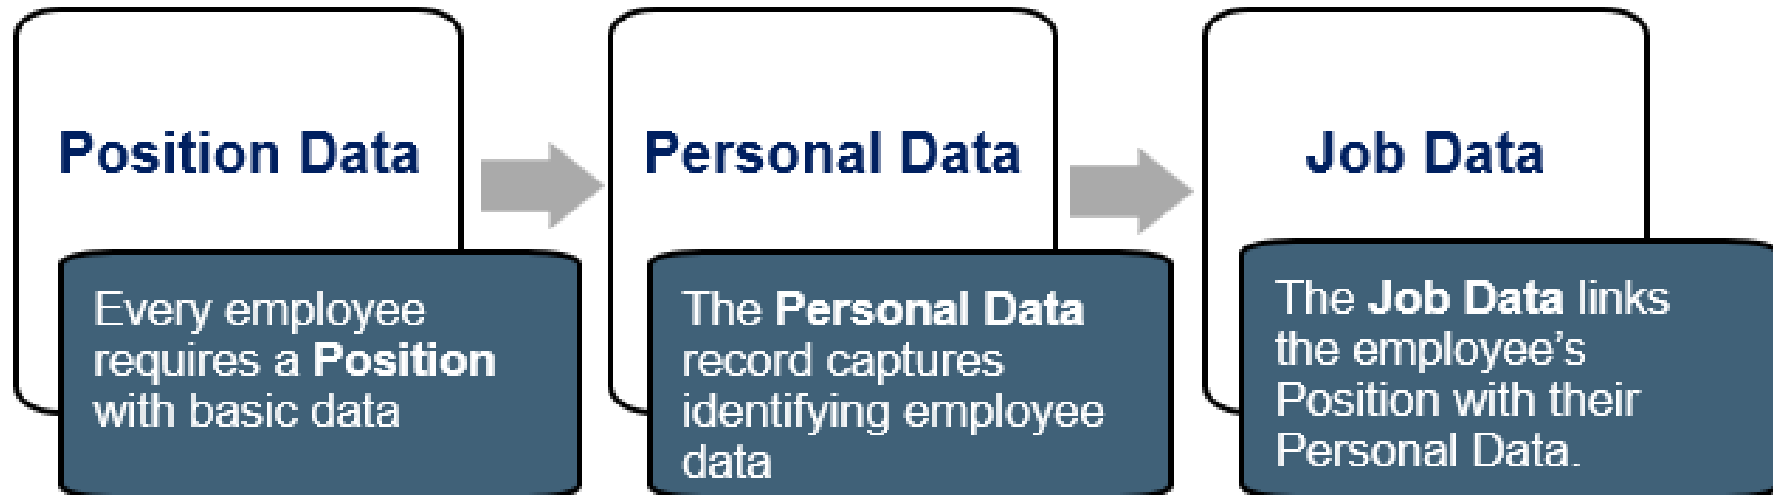 Position Data
Every employee
requires a Position
with basic data
Personal Data
The Personal Data
record captures
identifying employee
data
Job Data
The Job Data links
the employee’s
Position with their
Personal Data.